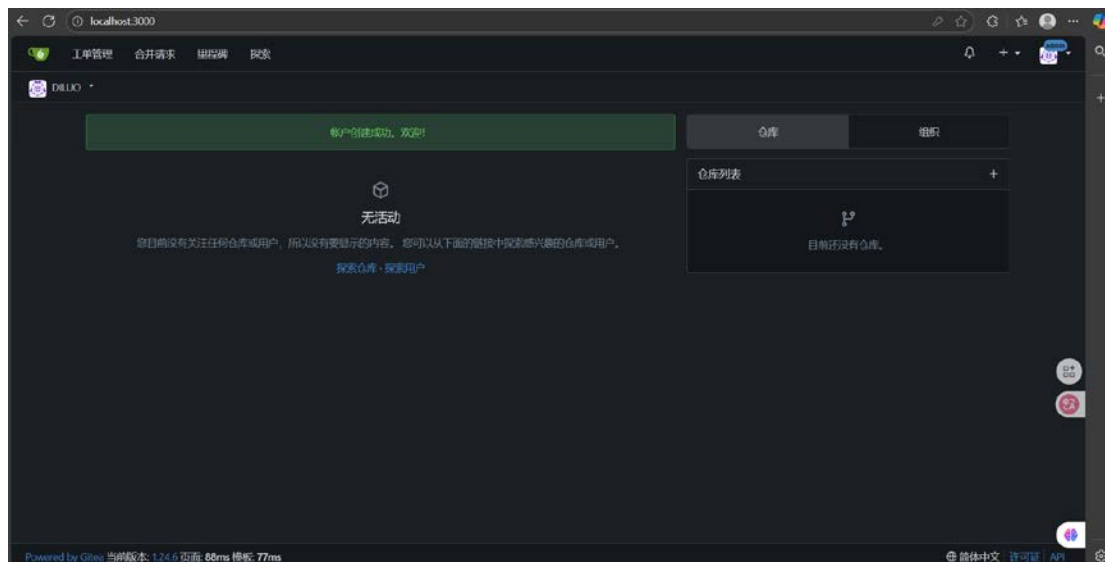 localhost:3000
工单管理 合并请求 里程碑 探索
DILUO
帐户创建成功。欢迎!
仓库 组织
仓库列表
无活动
您目前没有关注任何仓库或用户，所以没有要显示的内容。 您可以从下面的链接中探索感兴趣的仓库或用户。
目前还没有仓库。
探索仓库 · 探索用户
Powered by Gitea 当前版本: 1.24.6 页面: 88ms 模板: 77ms
简体中文 许可证 API